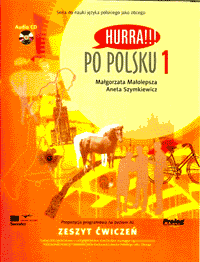 Seria do nauki języka polskiego jako obcego
Audio CD
HURRA!!!
PO POLSKU 1
Małgorzata Małolepsza
Aneta Szymkiewicz
Propozycja programowa na poziom A1
ZESZYT ĆWICZEŃ
Prolog